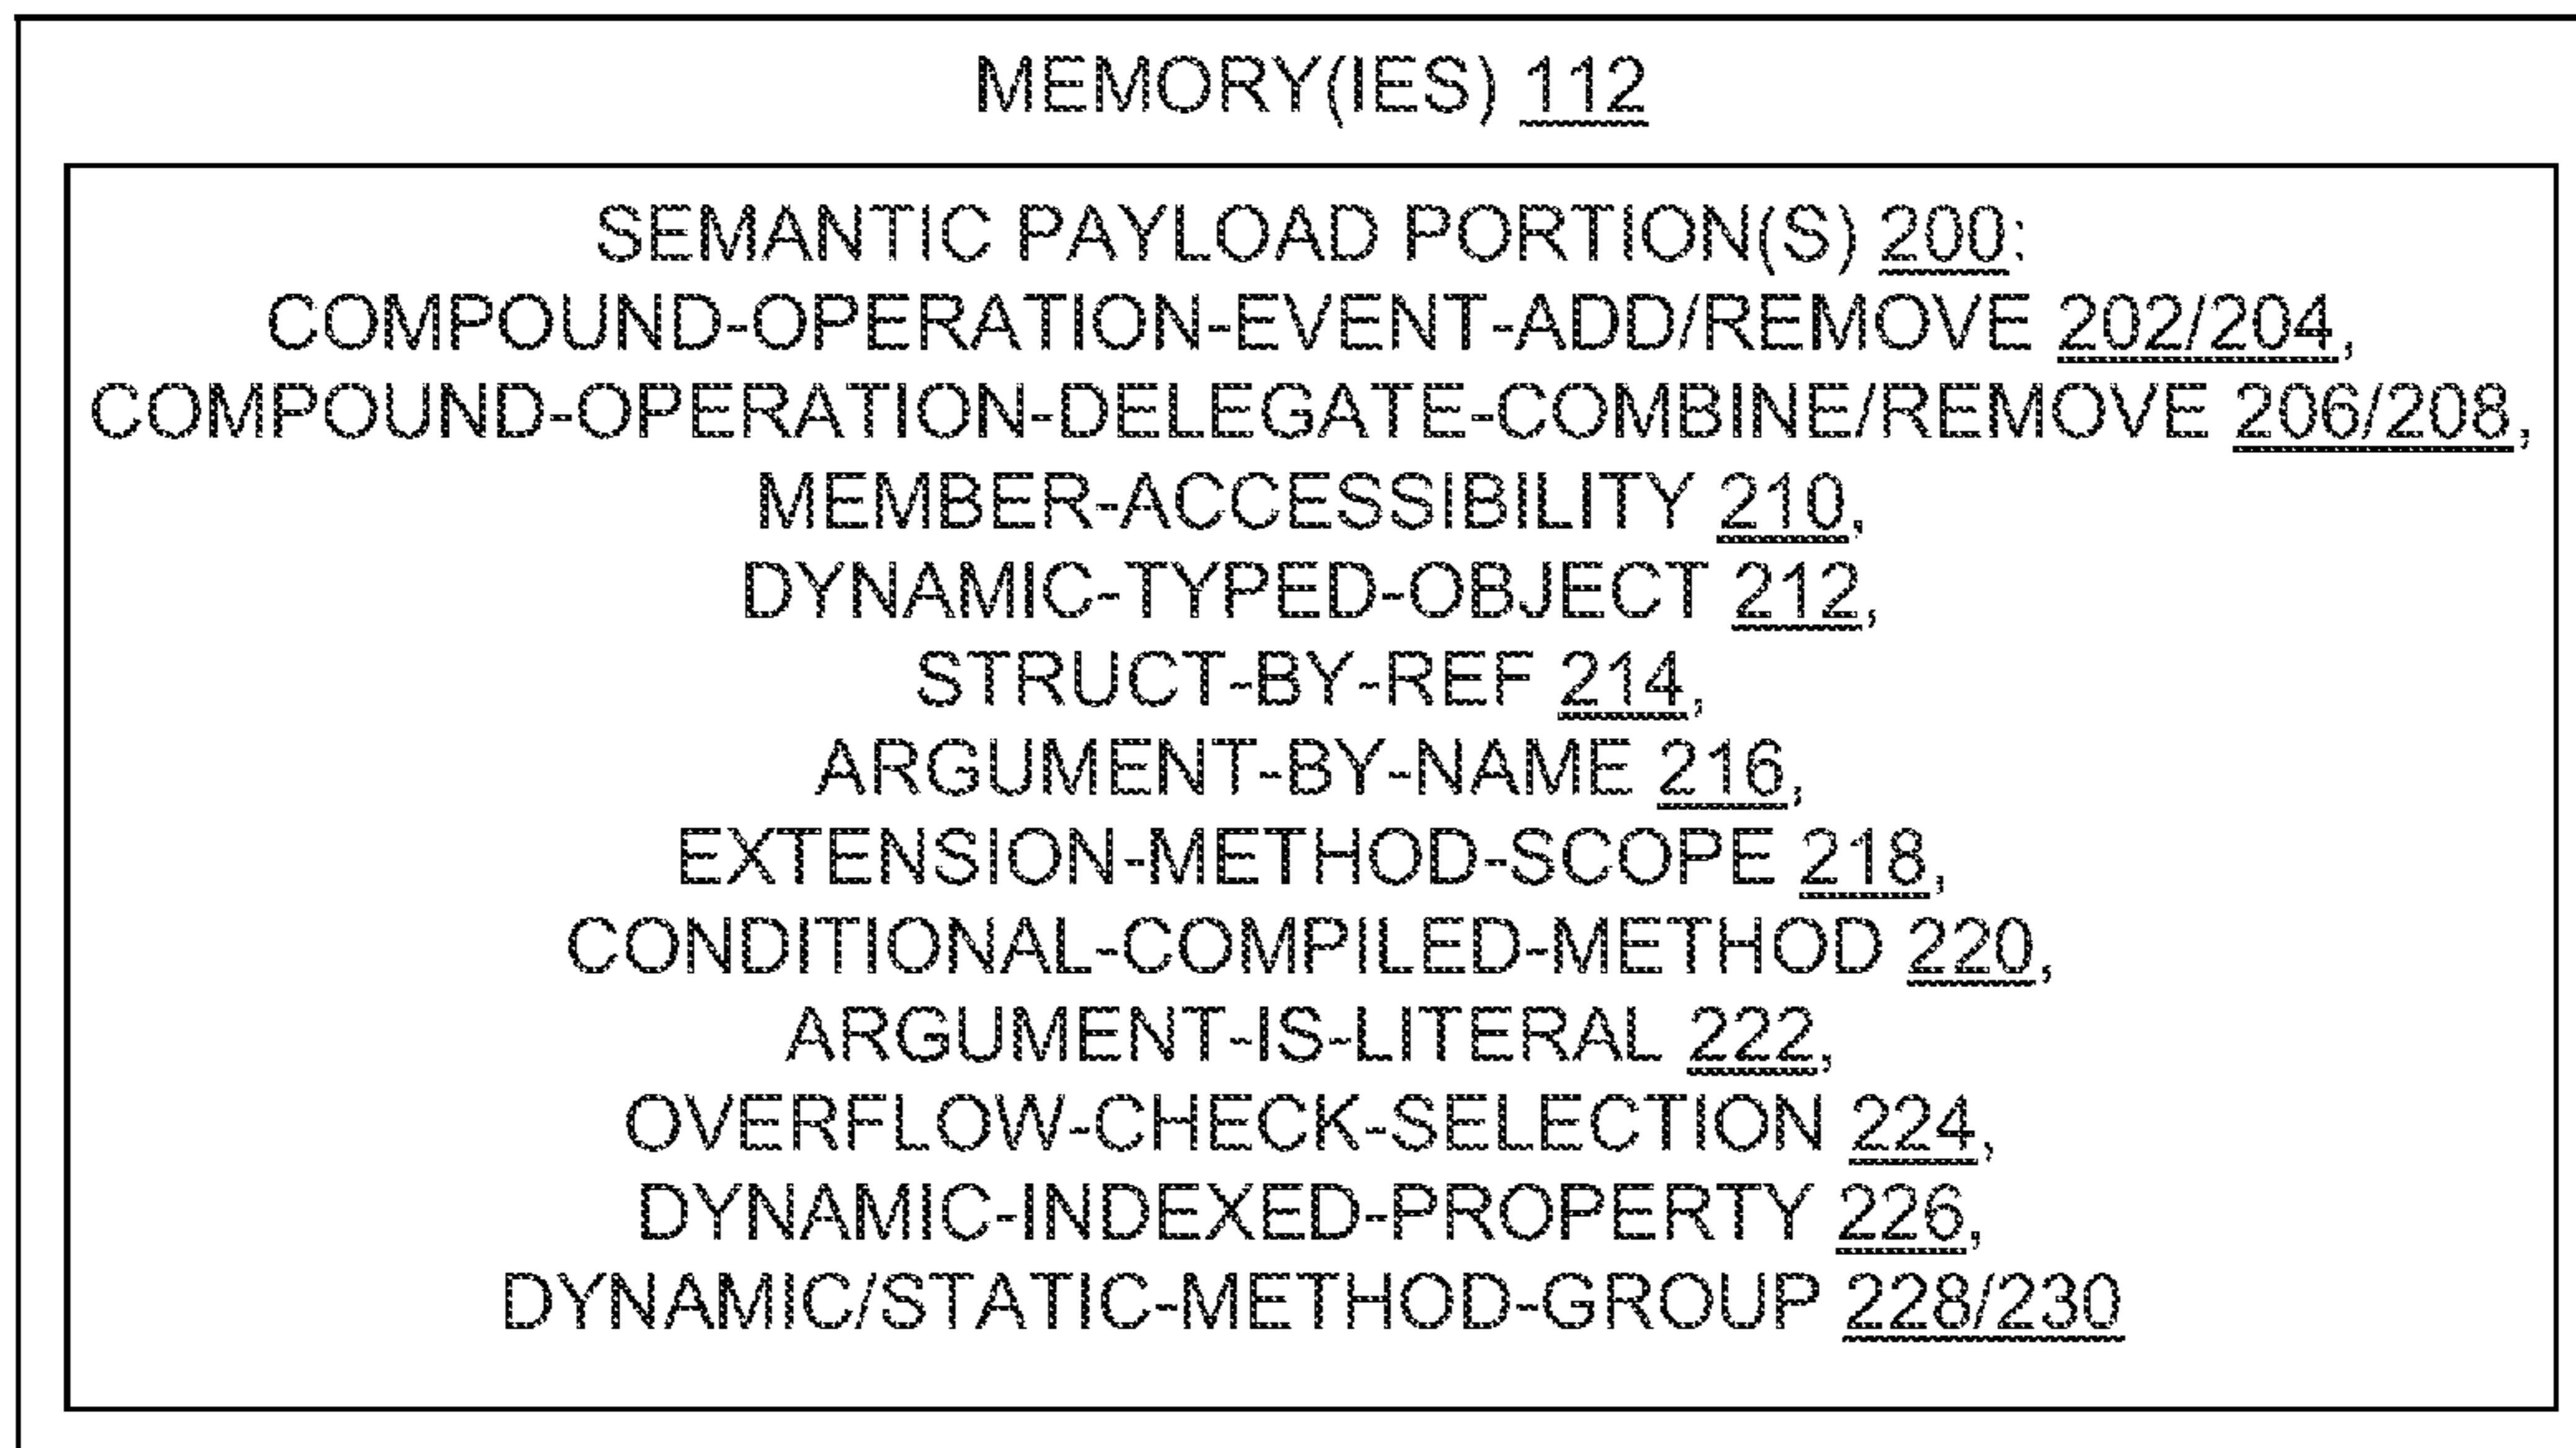 MEMORY(IES) 112
SEMANTIC PAYLOAD PORTION(S) 200:
COMPOUND-OPERATION-EVENT-ADD/REMOVE 202/204,
COMPOUND-OPERATION-DELEGATE-COMBINE/REMOVE 206/208,
MEMBER-ACCESSIBILITY 210,
DYNAMIC-TYPED-OBJECT 212,
STRUCT-BY-REF 214,
ARGUMENT-BY-NAME 216,
EXTENSION-METHOD-SCOPE 218,
CONDITIONAL-COMPILED-METHOD 220,
ARGUMENT-IS-LITERAL 222,
OVERFLOW-CHECK-SELECTION 224,
DYNAMIC-INDEXED-PROPERTY 226,
DYNAMIC/STATIC-METHOD-GROUP 228/230